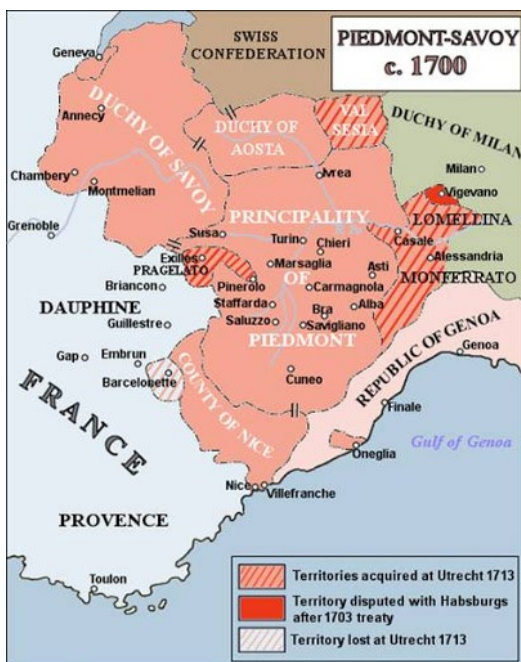 PIEDMONT-SAVOY
c. 1700
SWISS
CONFEDERATION
Geneva
Annecy
DUCHY OF SAVOY
DUCHY OF
AOSTA
VAL
SESIA
DUCHY OF MILAN
Milan
Chambery
Montmelian
Ivrea
Vigevano
LOMELLINA
Grenoble
PRINCIPALITY
Susa
Turin
Chieri
Casale
Exilles
PRAGELATO
Marsaglia
Asti
Alessandria
MONFERRATO
Briancon
Pinerolo
OF
Carmagnola
Staffarda
Alba
DAUPHINE
Guillestre
Saluzzo
Bra
Savigliano
PIEDMONT
Gap
Embrun
Barcelonette
Cuneo
REPUBLIC OF GENOA
Genoa
COUNTY OF NICE
FRANCE
Finale
Oneglia
Gulf of Genoa
Nice
Villefranche
PROVENCE
Toulon
Territories acquired at Utrecht 1713
Territory disputed with Habsburgs
after 1703 treaty
Territory lost at Utrecht 1713